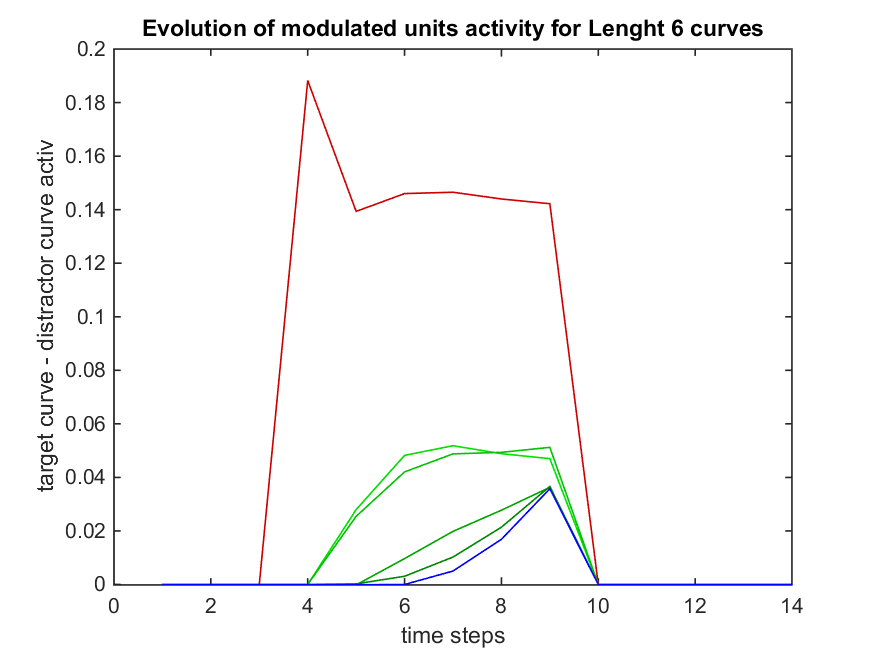 Evolution of modulated units activity for Lenght 6 curves
target curve - distractor curve activ
0.2
0.18
0.16
0.14
0.12
0.1
0.08
0.06
0.04
0.02
0
0 2 4 6 8 10 12 14
time steps